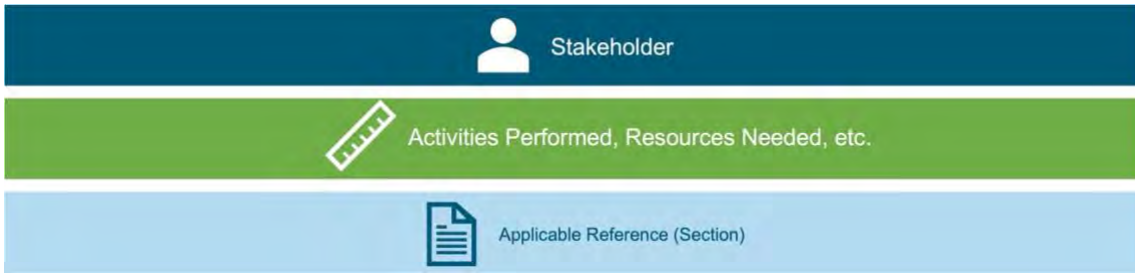 Stakeholder
Activities Performed, Resources Needed, etc.
Applicable Reference (Section)